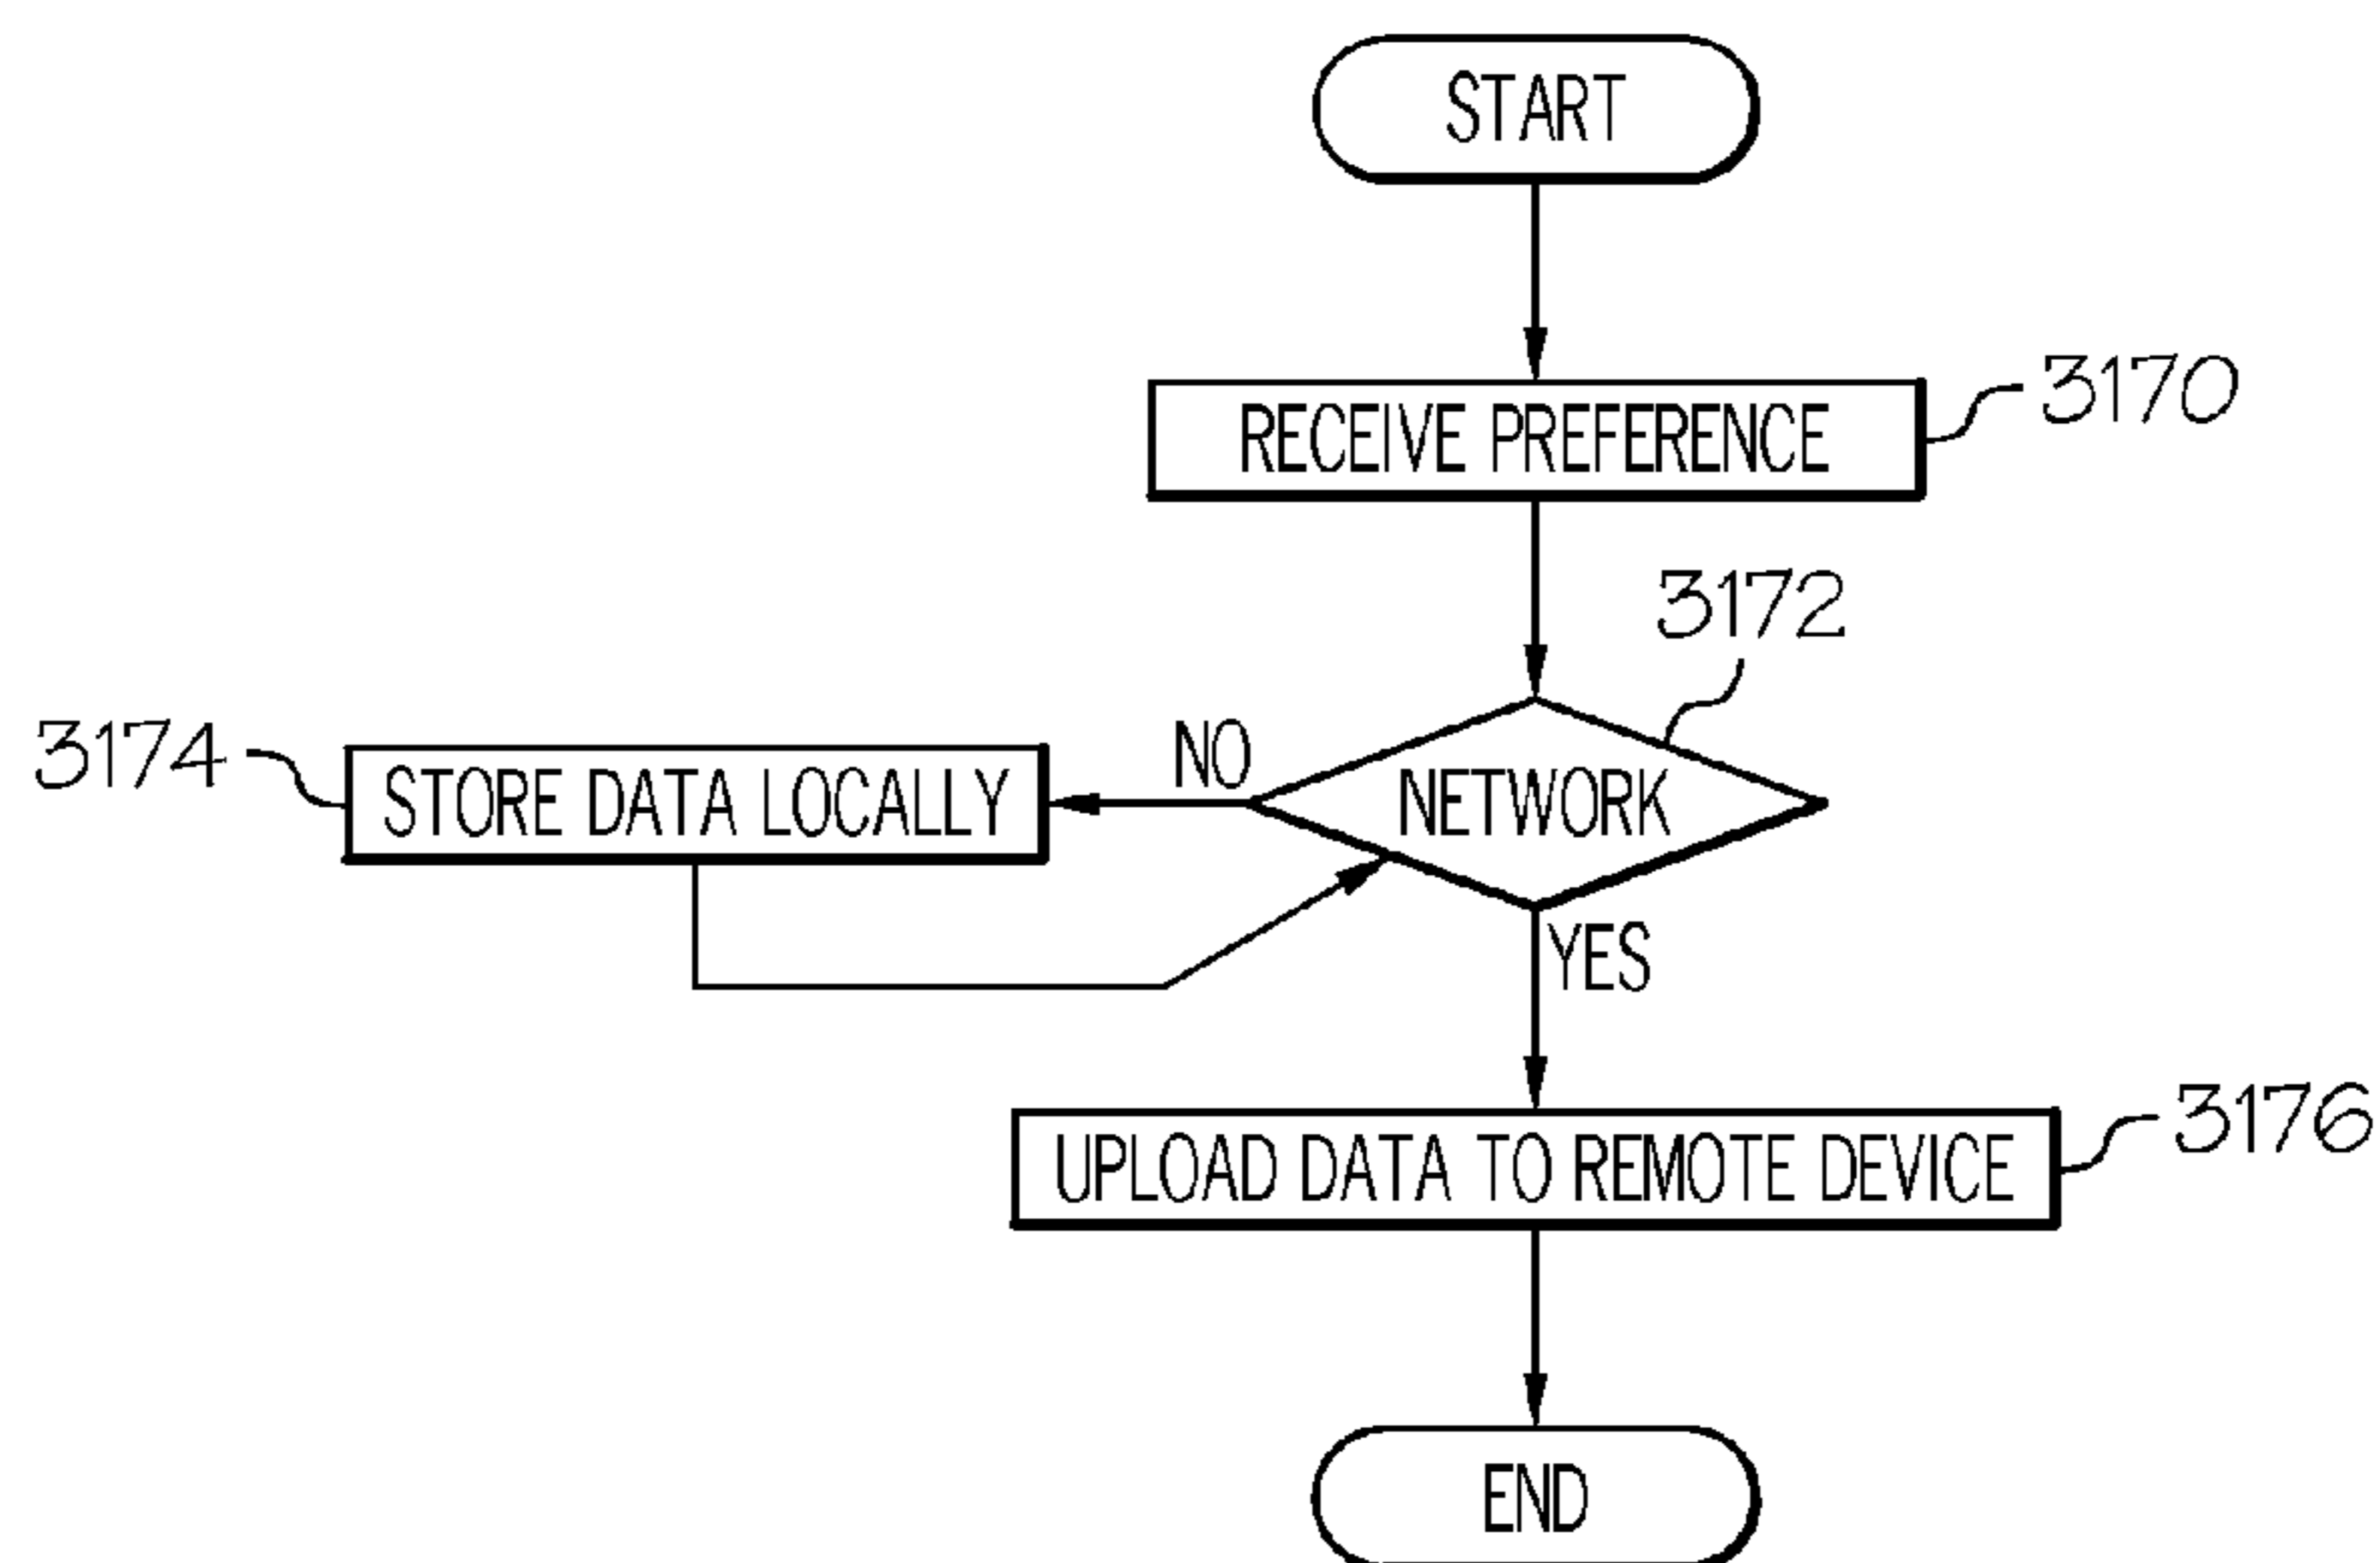 START
RECEIVE PREFERENCE
3170
3172
NO
3174
STORE DATA LOCALLY
NETWORK
YES
UPLOAD DATA TO REMOTE DEVICE
3176
END